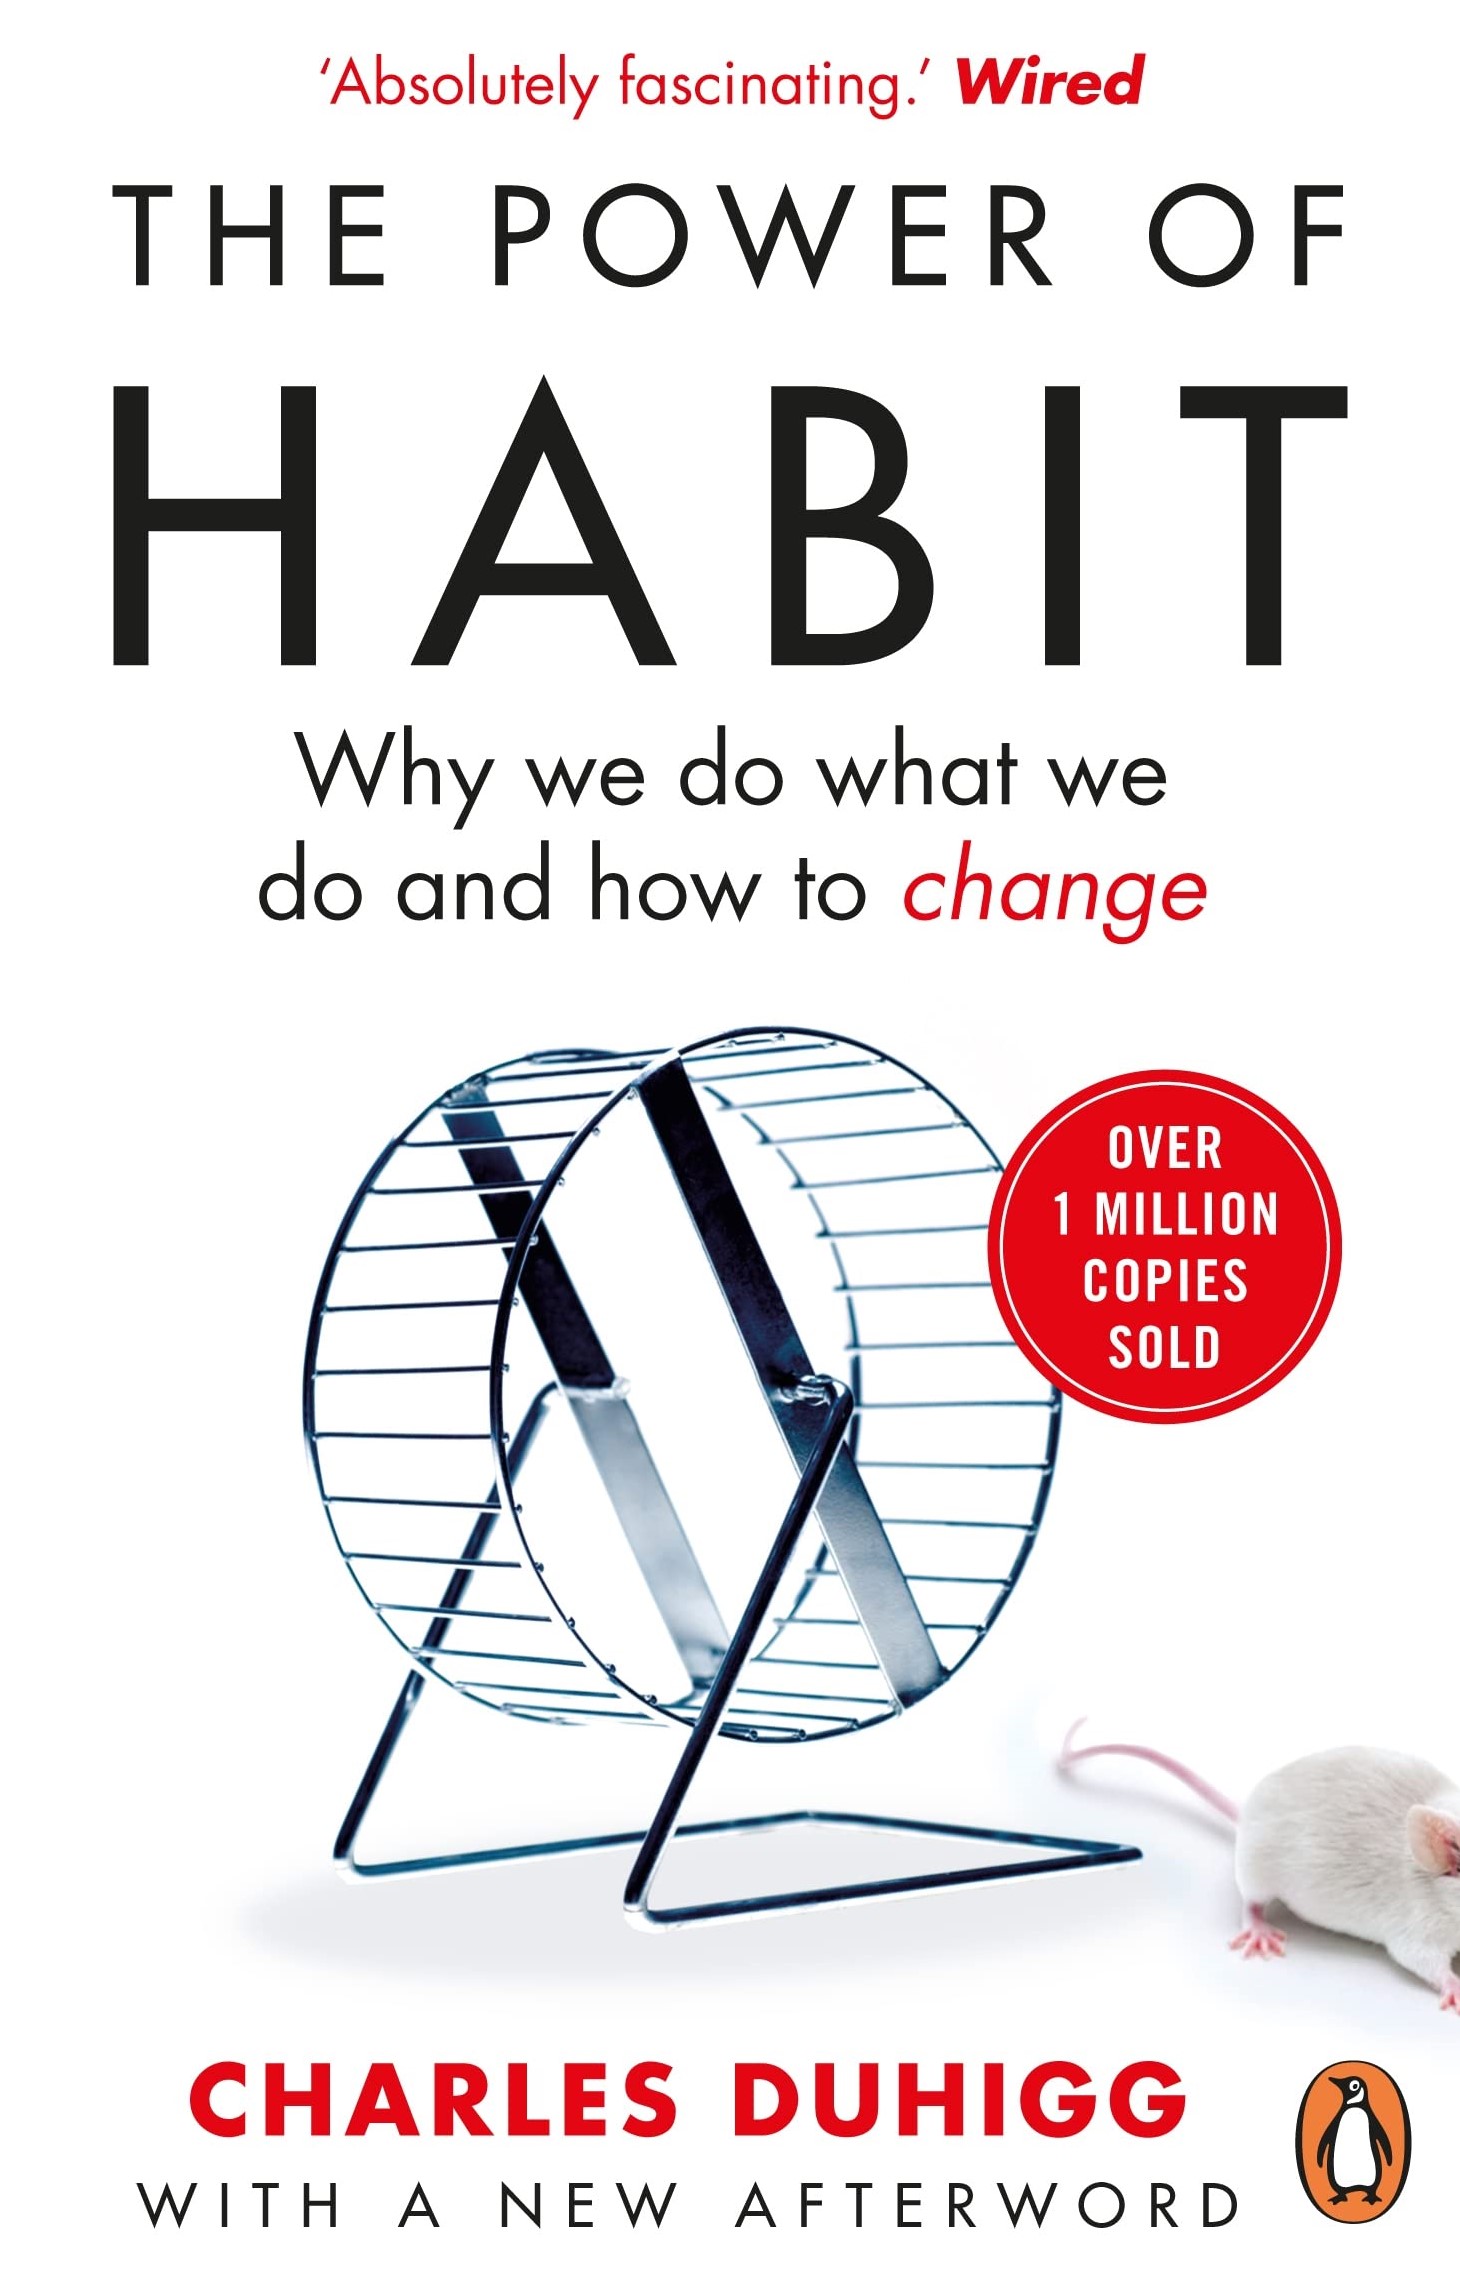 ‘Absolutely fascinating.’ Wired
THE POWER OF
HABIT
Why we do what we
do and how to change
OVER
1 MILLION
COPIES
SOLD
CHARLES DUHIGG
WITH A NEW AFTERWORD